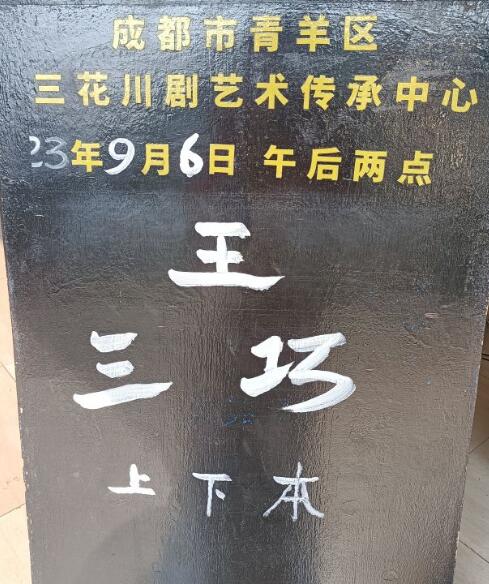 成都市青羊区
三花川剧艺术传承中心
23年9月6日 午后两点
王
三 巧
上下本